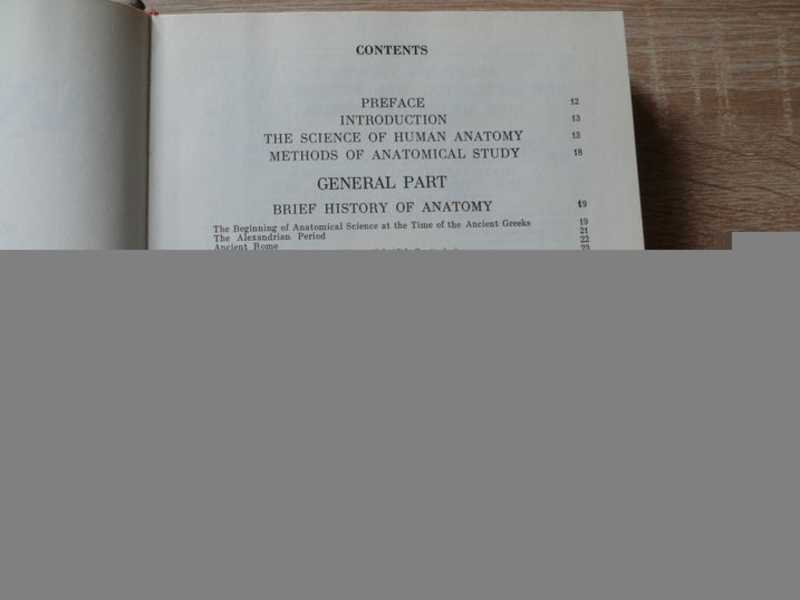 CONTENTS
PREFACE 12
INTRODUCTION 13
THE SCIENCE OF HUMAN ANATOMY 13
METHODS OF ANATOMICAL STUDY 18
GENERAL PART
BRIEF HISTORY OF ANATOMY 19
The Beginning of Anatomical Science at the Time of the Ancient Greeks 19
The Alexandrian Period 21
Ancient Rome 22
23